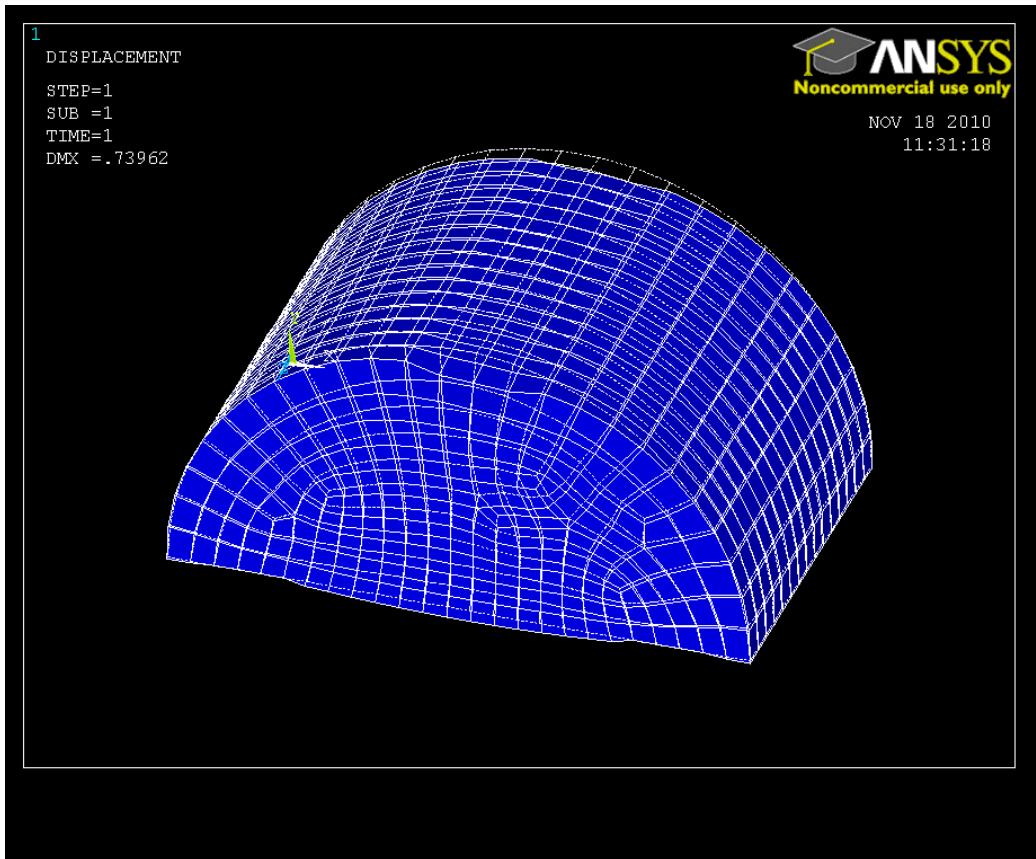 1
DISPLACEMENT
STEP=1
SUB =1
TIME=1
DMX =.73962
ANSYS
Noncommercial use only
NOV 18 2010
11:31:18